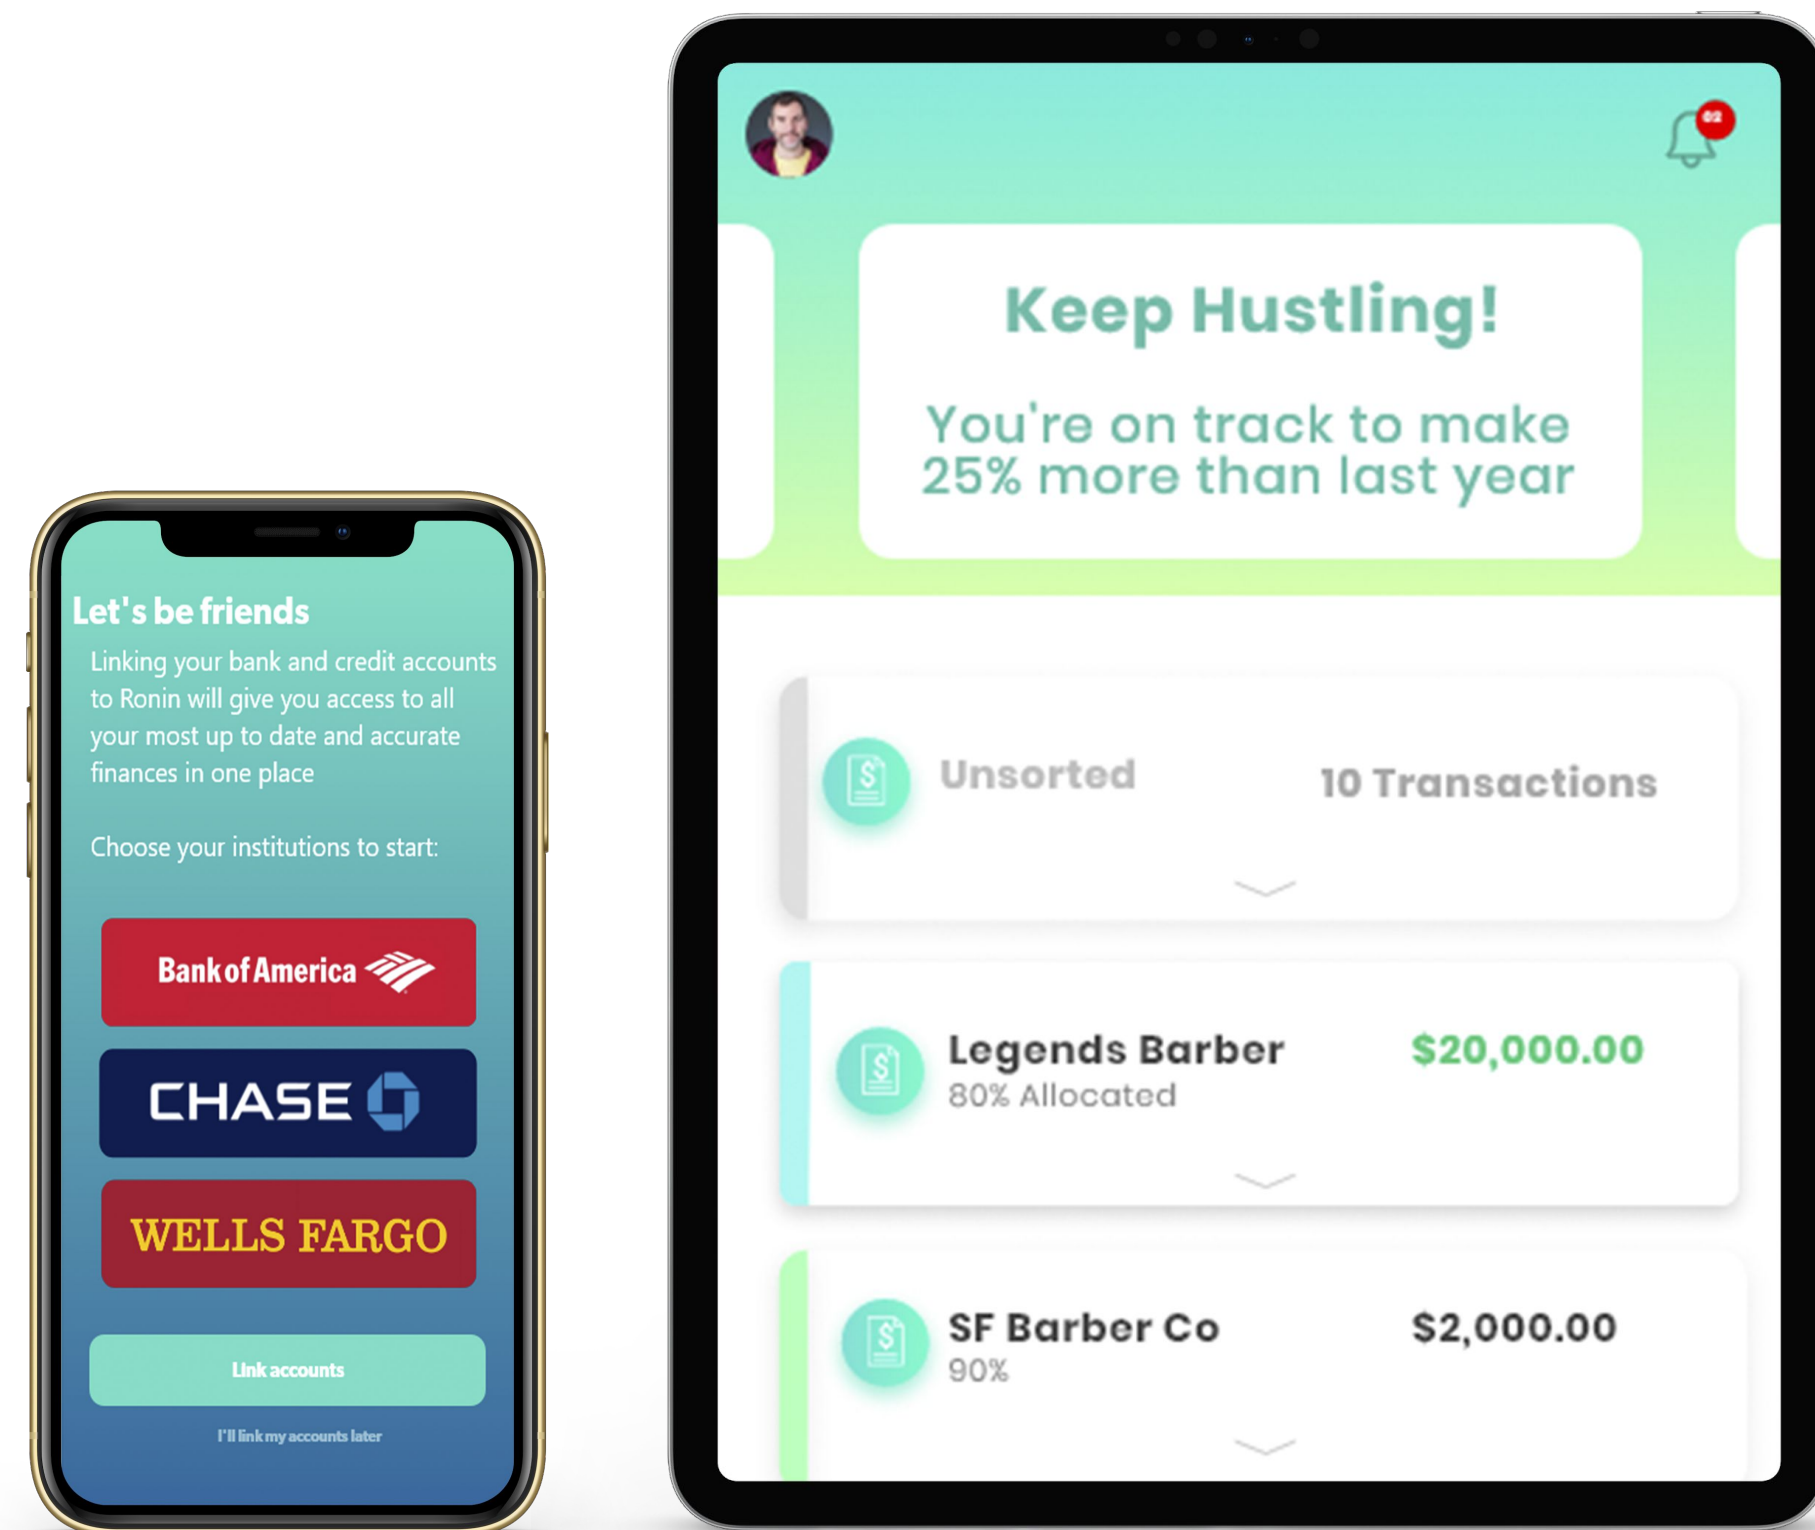 Let's be friends
Linking your bank and credit accounts
to Ronin will give you access to all
your most up to date and accurate
finances in one place
Choose your institutions to start:
Bank of America
CHASE
WELLS FARGO
Link accounts
I'll link my accounts later
02
Keep Hustling!
You're on track to make
25% more than last year
Unsorted
10 Transactions
Legends Barber
$20,000.00
80% Allocated
SF Barber Co
$2,000.00
90%